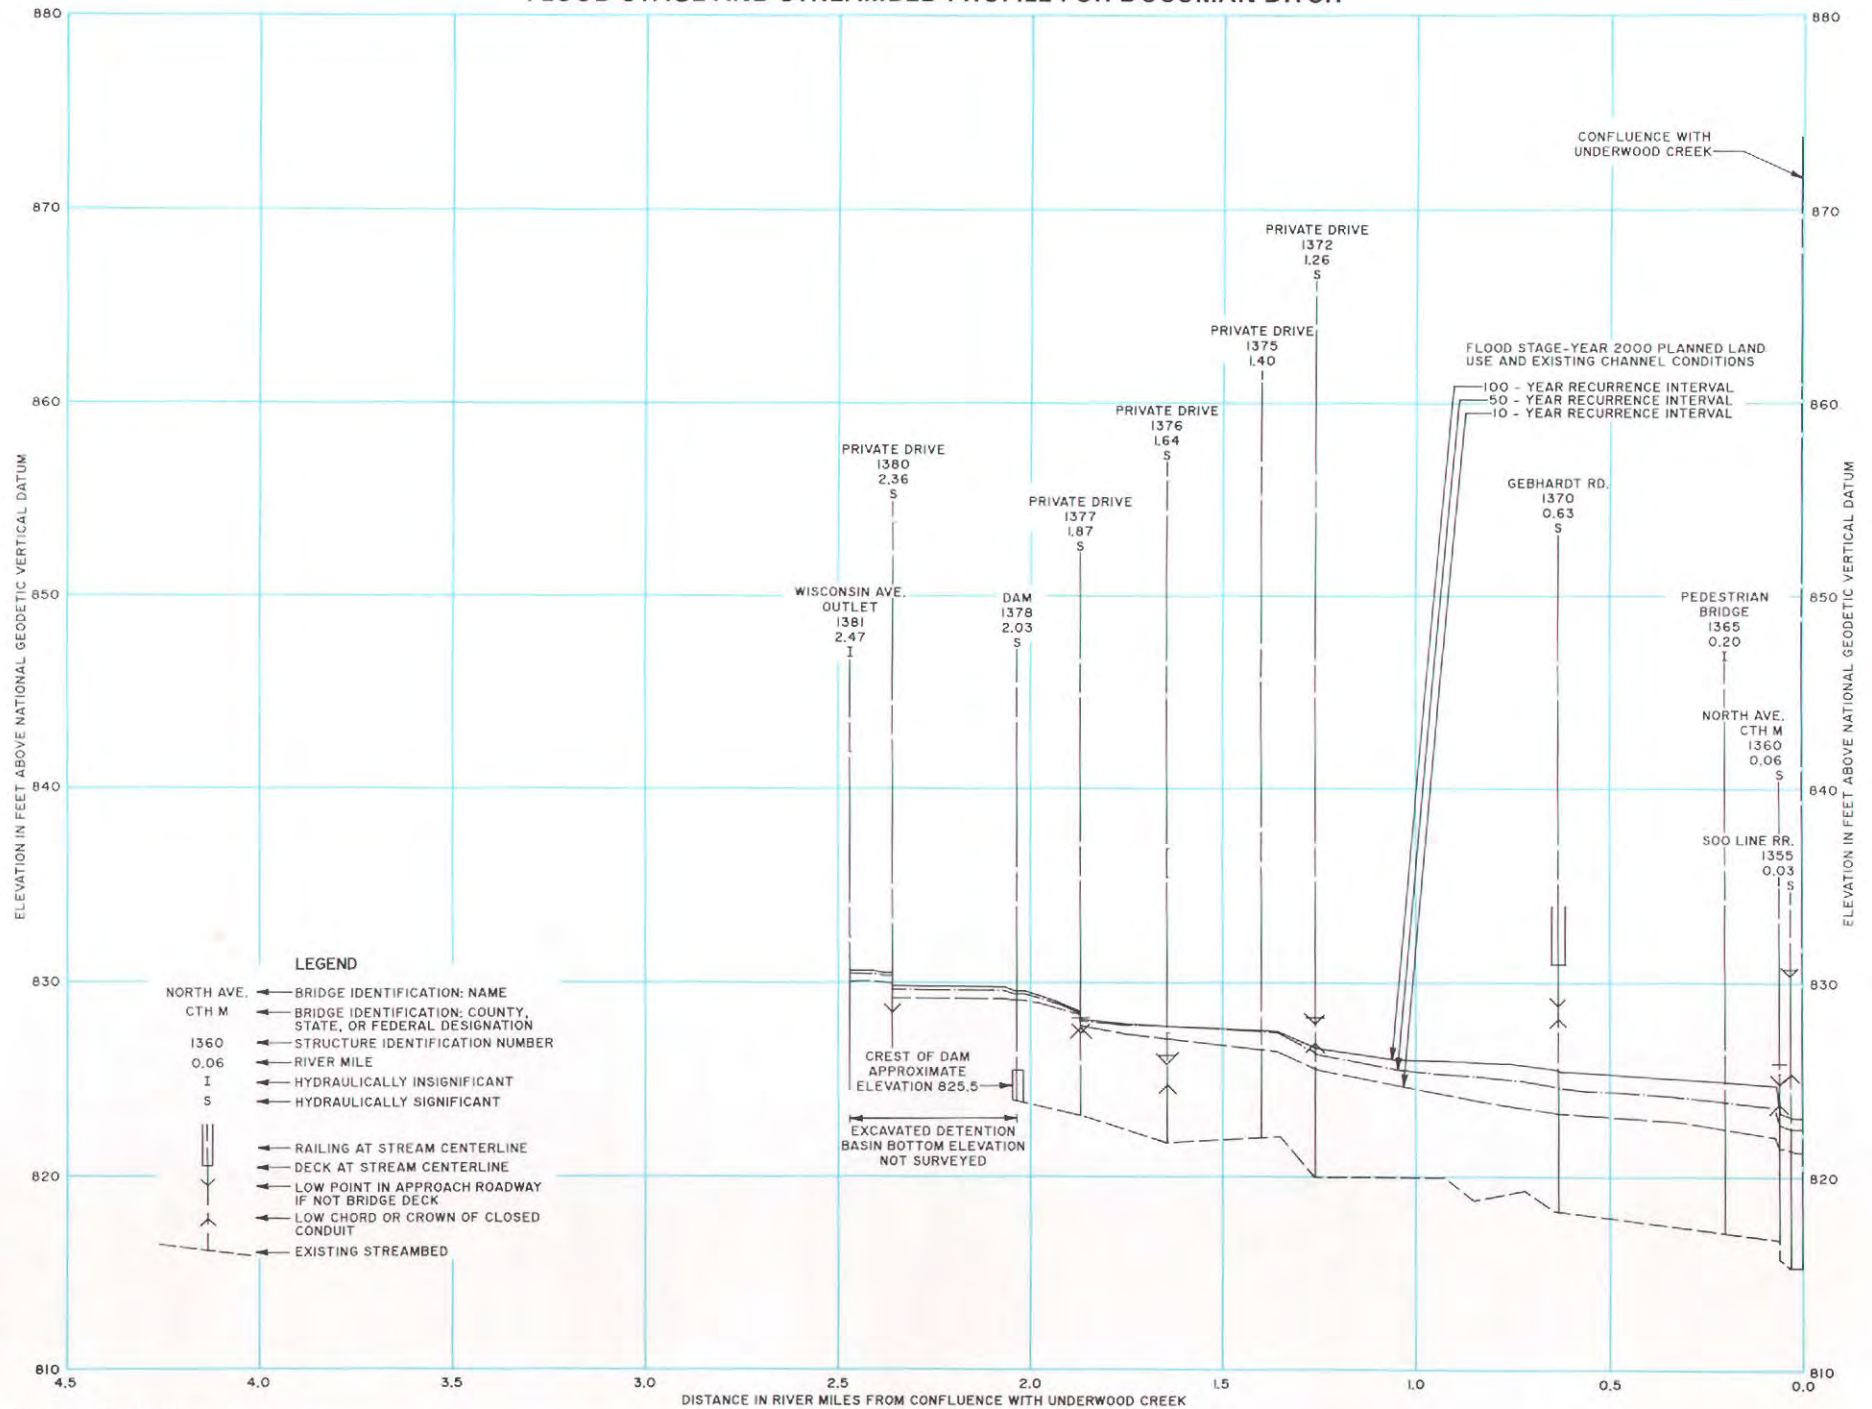 880
880
CONFLUENCE WITH
UNDERWOOD CREEK
870
870
PRIVATE DRIVE
1372
1.26
S
PRIVATE DRIVE
1375
1.40
I
FLOOD STAGE-YEAR 2000 PLANNED LAND
USE AND EXISTING CHANNEL CONDITIONS
100 - YEAR RECURRENCE INTERVAL
50 - YEAR RECURRENCE INTERVAL
10 - YEAR RECURRENCE INTERVAL
860
860
PRIVATE DRIVE
1376
1.64
S
PRIVATE DRIVE
1380
2.36
S
PRIVATE DRIVE
1377
1.87
S
GEBHARDT RD.
1370
0.63
S
WISCONSIN AVE.
OUTLET
1381
2.47
I
DAM
1378
2.03
S
PEDESTRIAN
BRIDGE
1365
0.20
I
850
850
NORTH AVE.
CTH M
1360
0.06
S
840
840
SOO LINE RR.
1355
0.03
S
ELEVATION IN FEET ABOVE NATIONAL GEODETIC VERTICAL DATUM
ELEVATION IN FEET ABOVE NATIONAL GEODETIC VERTICAL DATUM
830
830
LEGEND
NORTH AVE. BRIDGE IDENTIFICATION: NAME
CTH M BRIDGE IDENTIFICATION: COUNTY,
STATE, OR FEDERAL DESIGNATION
1360 STRUCTURE IDENTIFICATION NUMBER
0.06 RIVER MILE
I HYDRAULICALLY INSIGNIFICANT
S HYDRAULICALLY SIGNIFICANT
RAILING AT STREAM CENTERLINE
DECK AT STREAM CENTERLINE
LOW POINT IN APPROACH ROADWAY
IF NOT BRIDGE DECK
LOW CHORD OR CROWN OF CLOSED
CONDUIT
EXISTING STREAMBED
CREST OF DAM
APPROXIMATE
ELEVATION 825.5
EXCAVATED DETENTION
BASIN BOTTOM ELEVATION
NOT SURVEYED
820
820
810
810
4.5 4.0 3.5 3.0 2.5 2.0 1.5 1.0 0.5 0.0
DISTANCE IN RIVER MILES FROM CONFLUENCE WITH UNDERWOOD CREEK